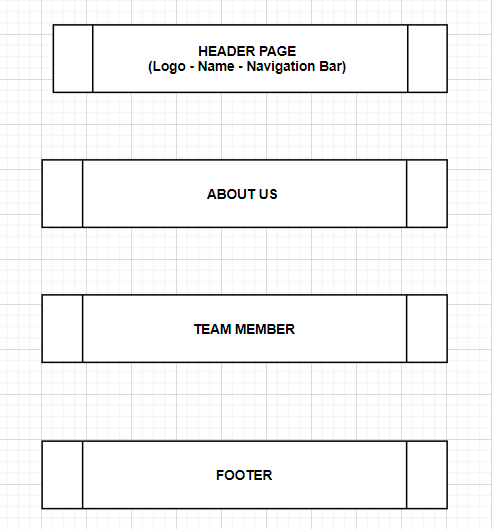 HEADER PAGE
(Logo - Name - Navigation Bar)
ABOUT US
TEAM MEMBER
FOOTER